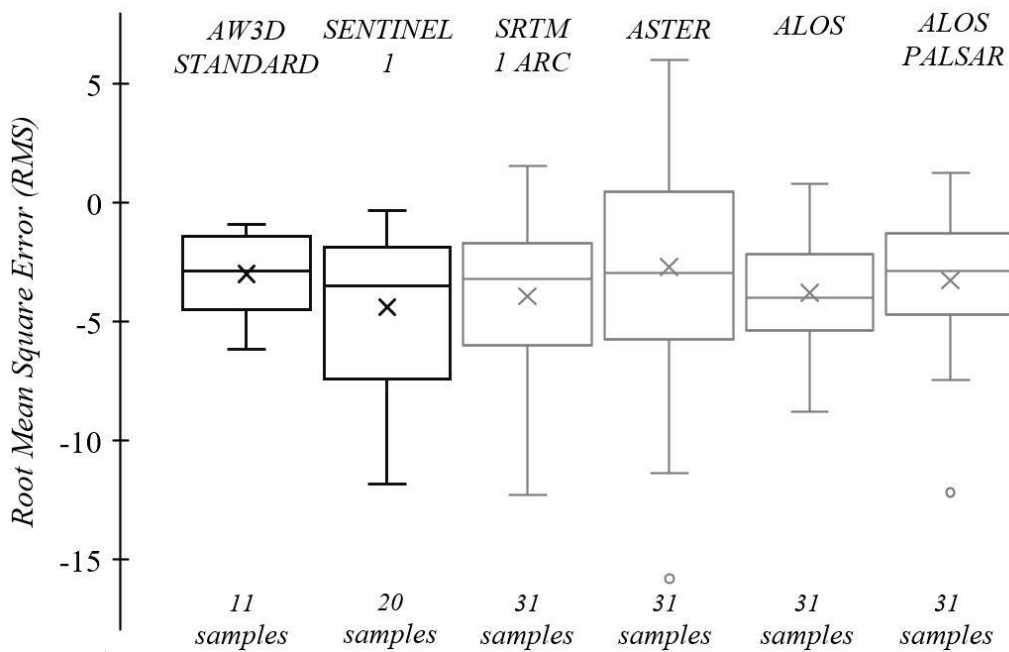 AW3D
STANDARD
SENTINEL
1
SRTM
1 ARC
ASTER
ALOS
ALOS
PALSAR
Root Mean Square Error (RMS)
5
0
-5
-10
-15
11
samples
20
samples
31
samples
31
samples
31
samples
31
samples